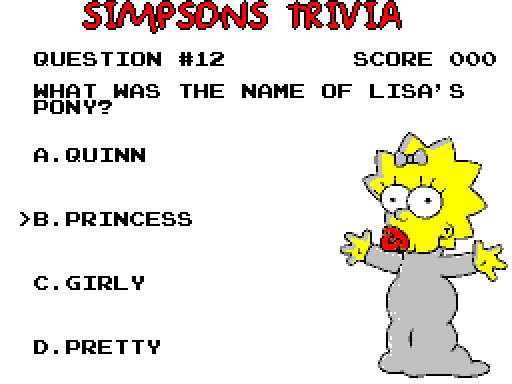 SIMPSONS TRIVIA
QUESTION #12 SCORE 000
WHAT WAS THE NAME OF LISA'S
PONY?
A.QUINN
>B.PRINCESS
C.GIRLY
D.PRETTY